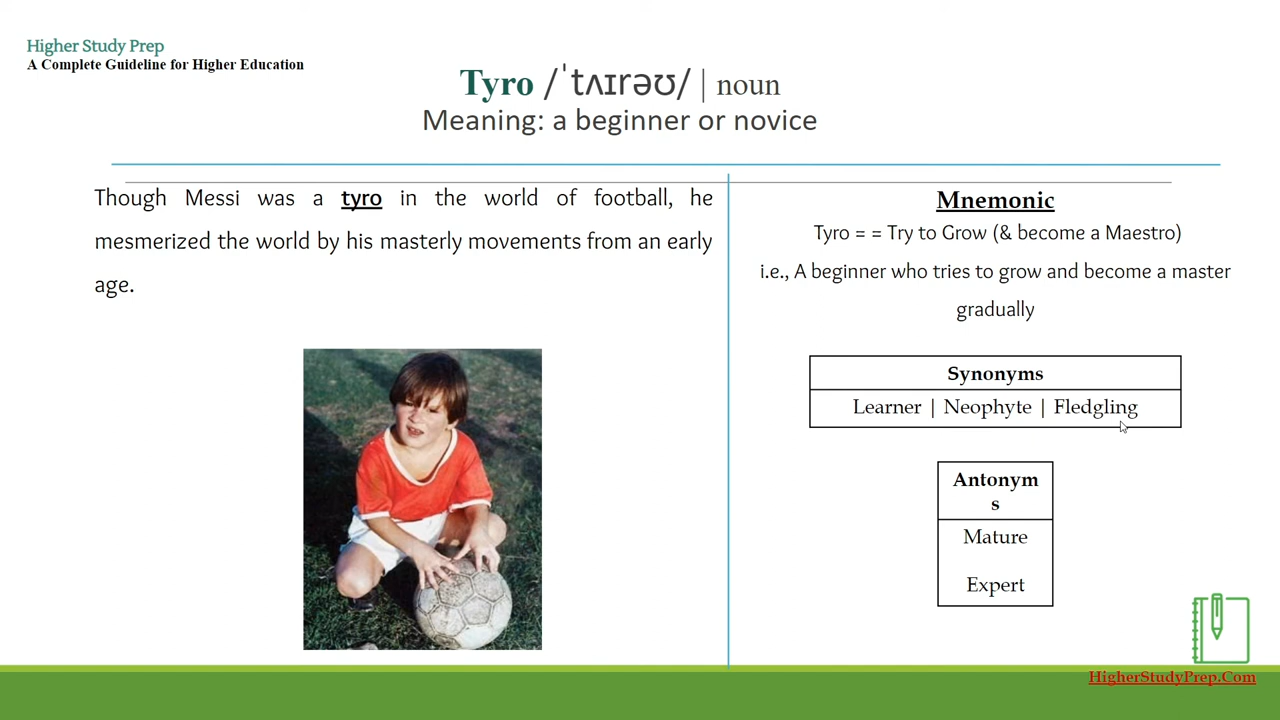 Higher Study Prep
A Complete Guideline for Higher Education
Tyro /ˈtʌɪrəʊ/ | noun
Meaning: a beginner or novice
Though Messi was a tyro in the world of football, he
mesmerized the world by his masterly movements from an early
age.
Mnemonic
Tyro = = Try to Grow (& become a Maestro)
i.e., A beginner who tries to grow and become a master
gradually
Synonyms
Learner | Neophyte | Fledgling
Antonym
s
Mature
Expert
HigherStudyPrep.Com